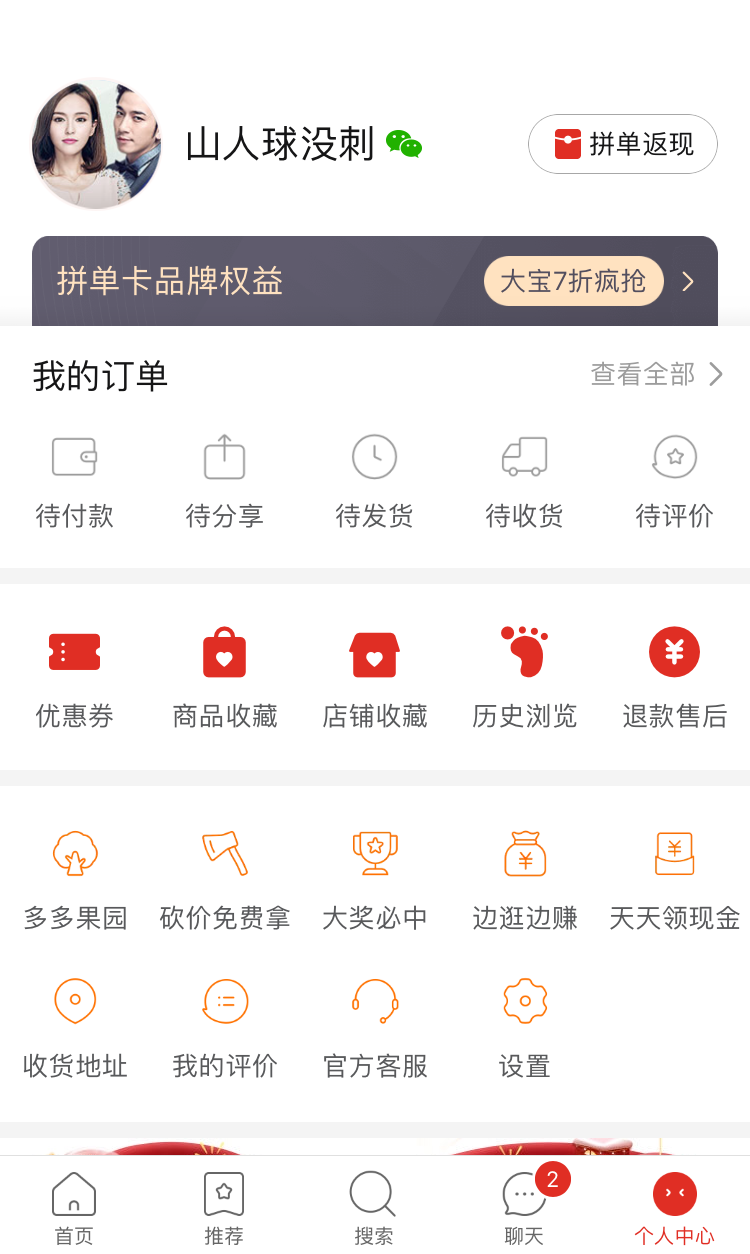 山人球没刺
拼单返现
拼单卡品牌权益
大宝7折疯抢
我的订单
查看全部
待付款 待分享 待发货 待收货 待评价
优惠券 商品收藏 店铺收藏 历史浏览 退款售后
¥
多多果园 砍价免费拿 大奖必中 边逛边赚 天天领现金
收货地址 我的评价 官方客服 设置
2
首页 推荐 搜索 聊天 个人中心